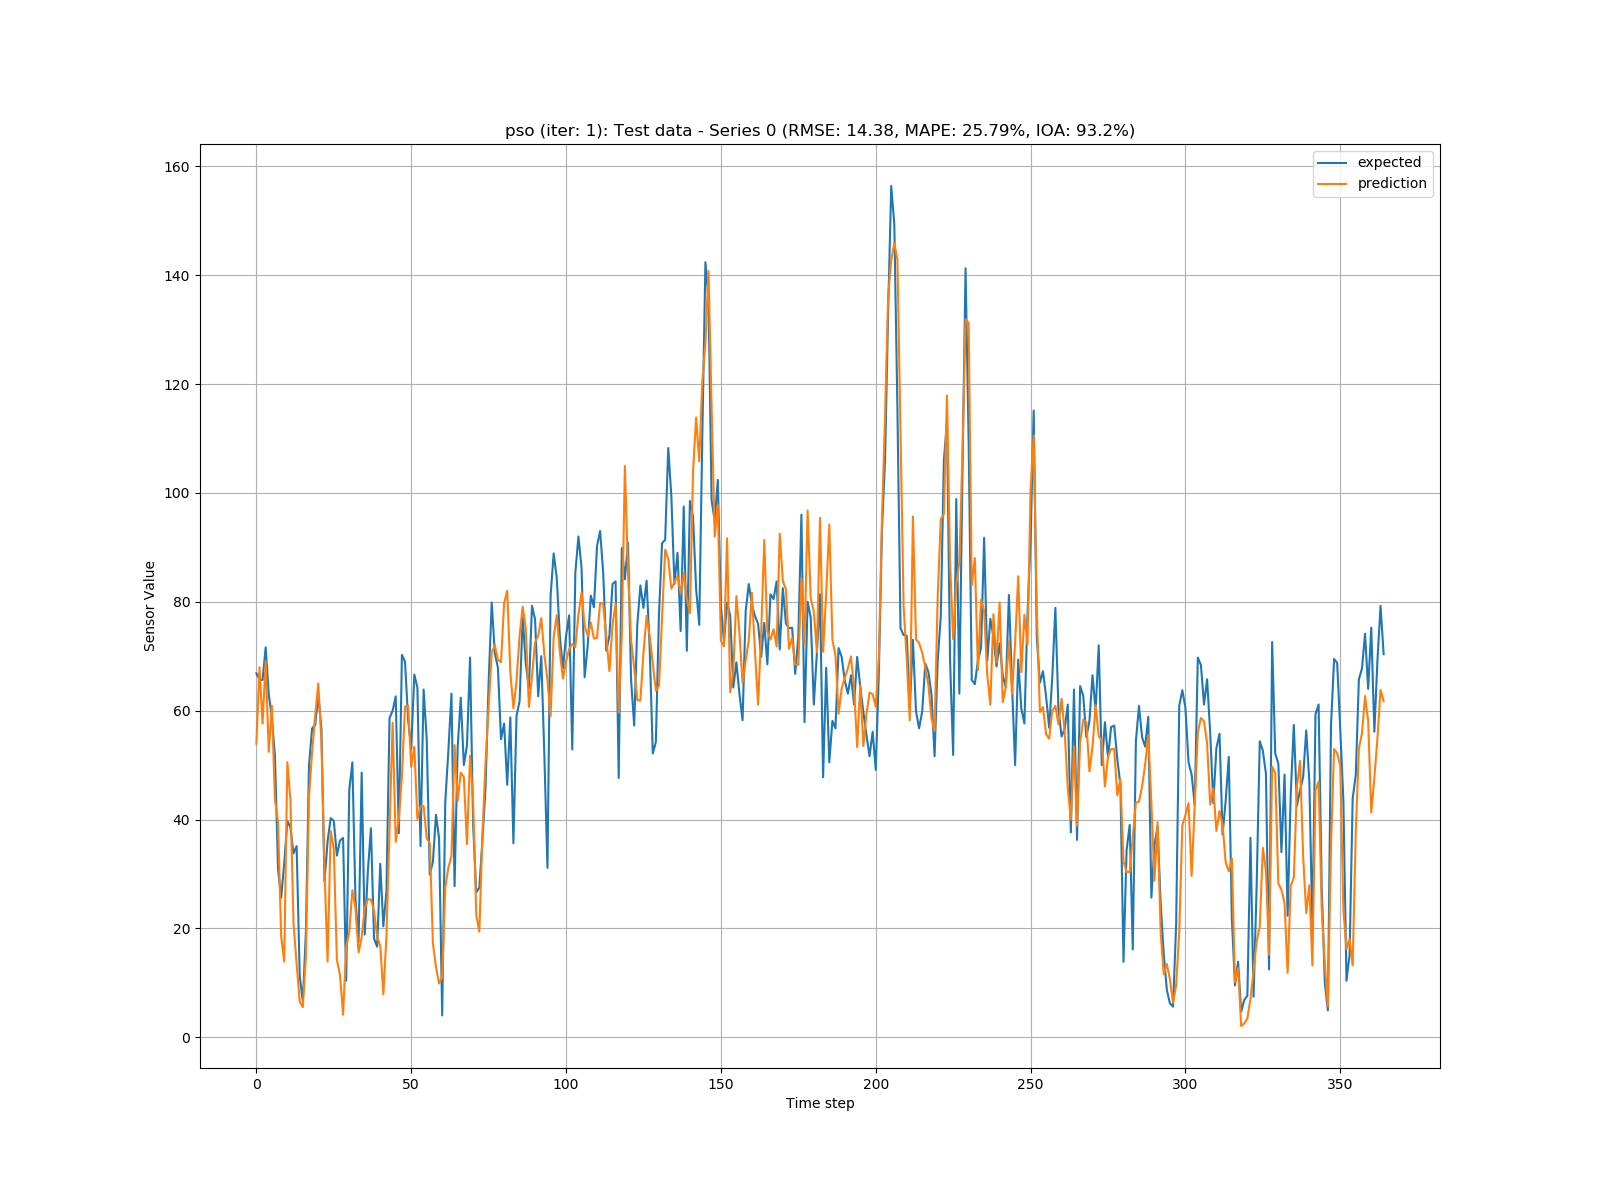 pso (iter: 1): Test data - Series 0 (RMSE: 14.38, MAPE: 25.79%, IOA: 93.2%)
expected
prediction
160
140
120
100
80
60
40
20
0
Sensor Value
0 50 100 150 200 250 300 350
Time step